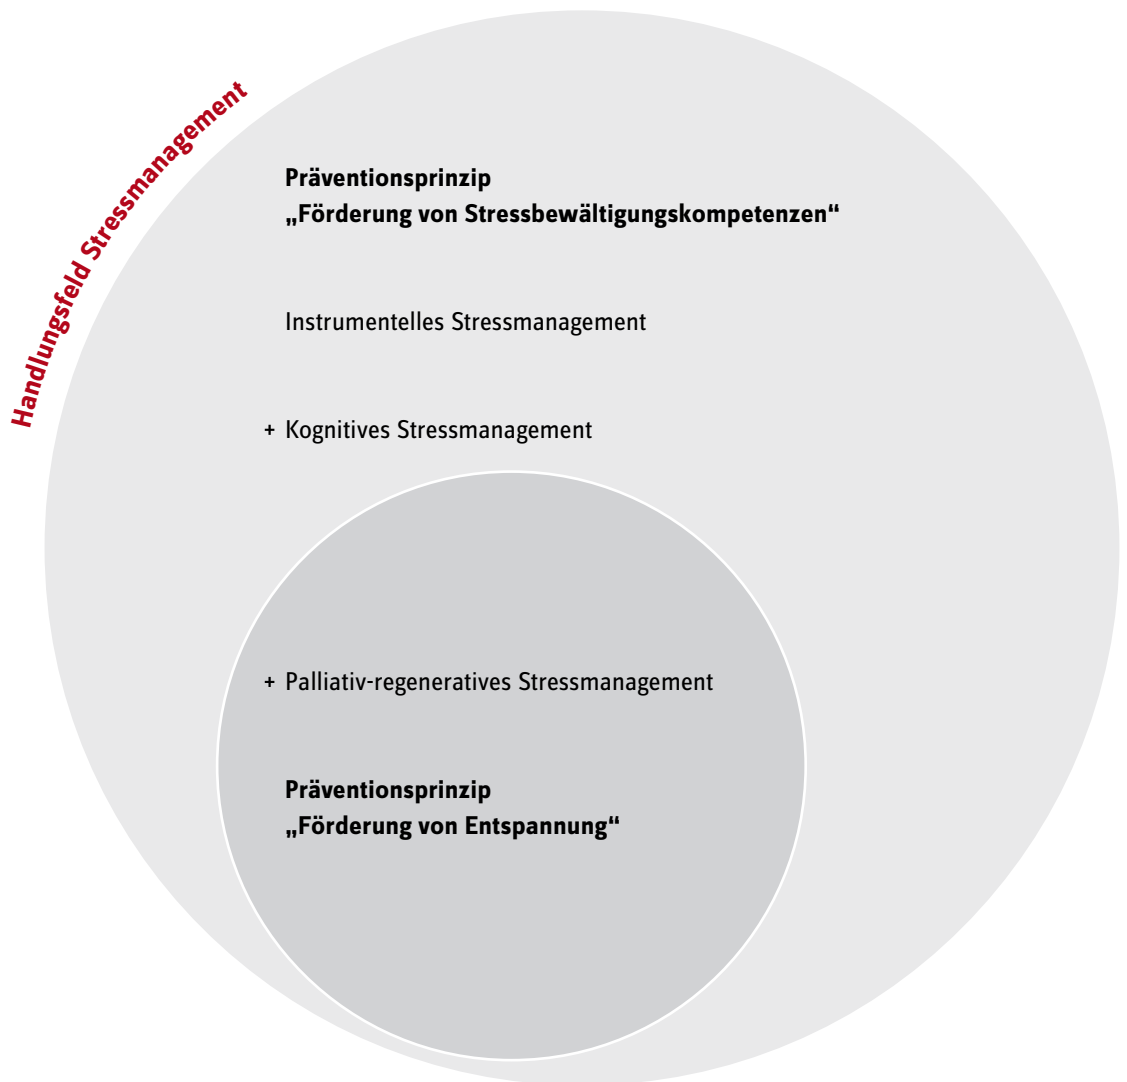 Handlungsfeld Stressmanagement
Präventionsprinzip
„Förderung von Stressbewältigungskompetenzen“
Instrumentelles Stressmanagement
+ Kognitives Stressmanagement
+ Palliativ-regeneratives Stressmanagement
Präventionsprinzip
„Förderung von Entspannung“